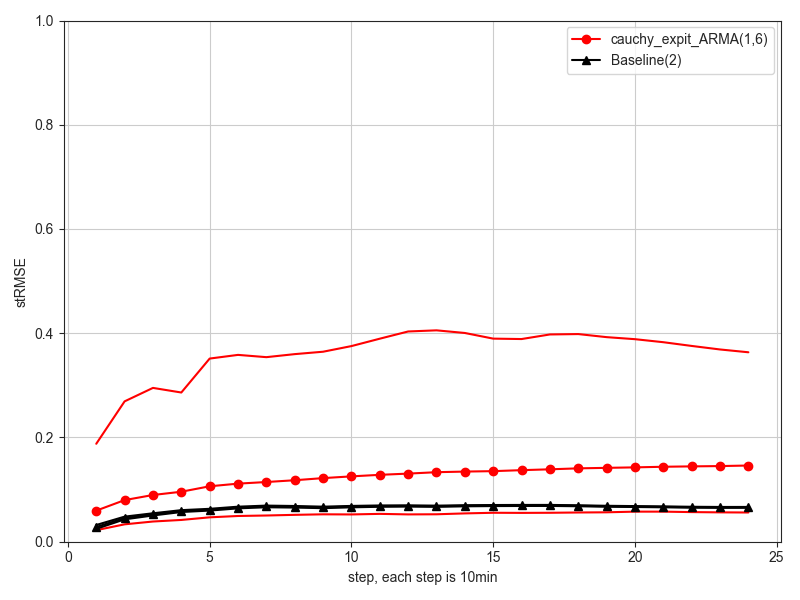 cauchy_expit_ARMA(1,6)
Baseline(2)
1.0
0.8
0.6
0.4
0.2
0.0
stRMSE
0 5 10 15 20 25
step, each step is 10min